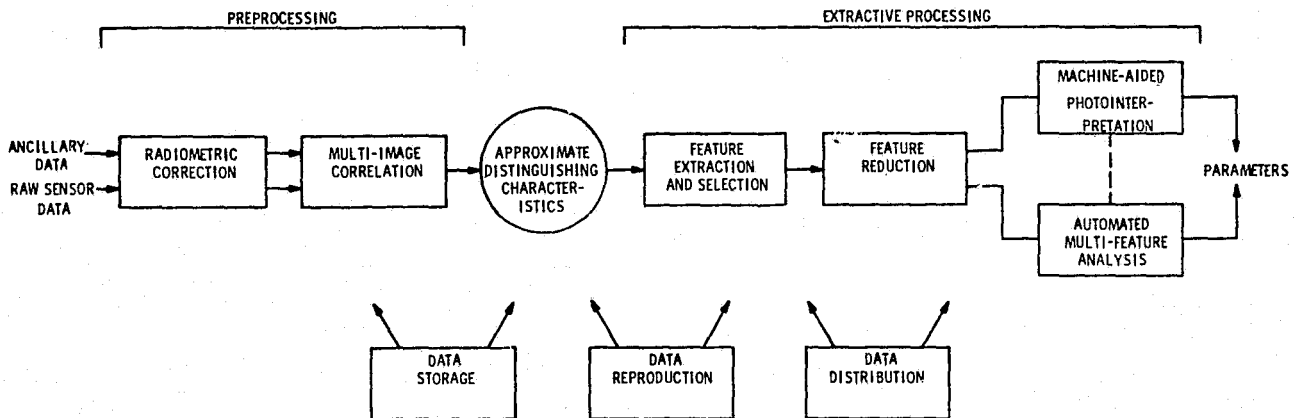 PREPROCESSING
EXTRACTIVE PROCESSING
ANCILLARY
DATA
RAW SENSOR
DATA
RADIOMETRIC
CORRECTION
MULTI-IMAGE
CORRELATION
APPROXIMATE
DISTINGUISHING
CHARACTER-
ISTICS
FEATURE
EXTRACTION
AND SELECTION
FEATURE
REDUCTION
MACHINE-AIDED
PHOTOINTER-
PRETATION
AUTOMATED
MULTI-FEATURE
ANALYSIS
PARAMETERS
DATA
STORAGE
DATA
REPRODUCTION
DATA
DISTRIBUTION